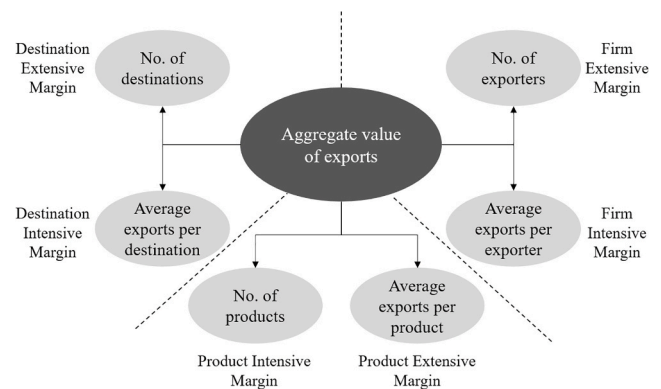 Destination
Extensive
Margin
No. of
destinations
No. of
exporters
Firm
Extensive
Margin
Aggregate value
of exports
Destination
Intensive
Margin
Average
exports per
destination
Average
exports per
exporter
Firm
Intensive
Margin
No. of
products
Average
exports per
product
Product Intensive
Margin
Product Extensive
Margin